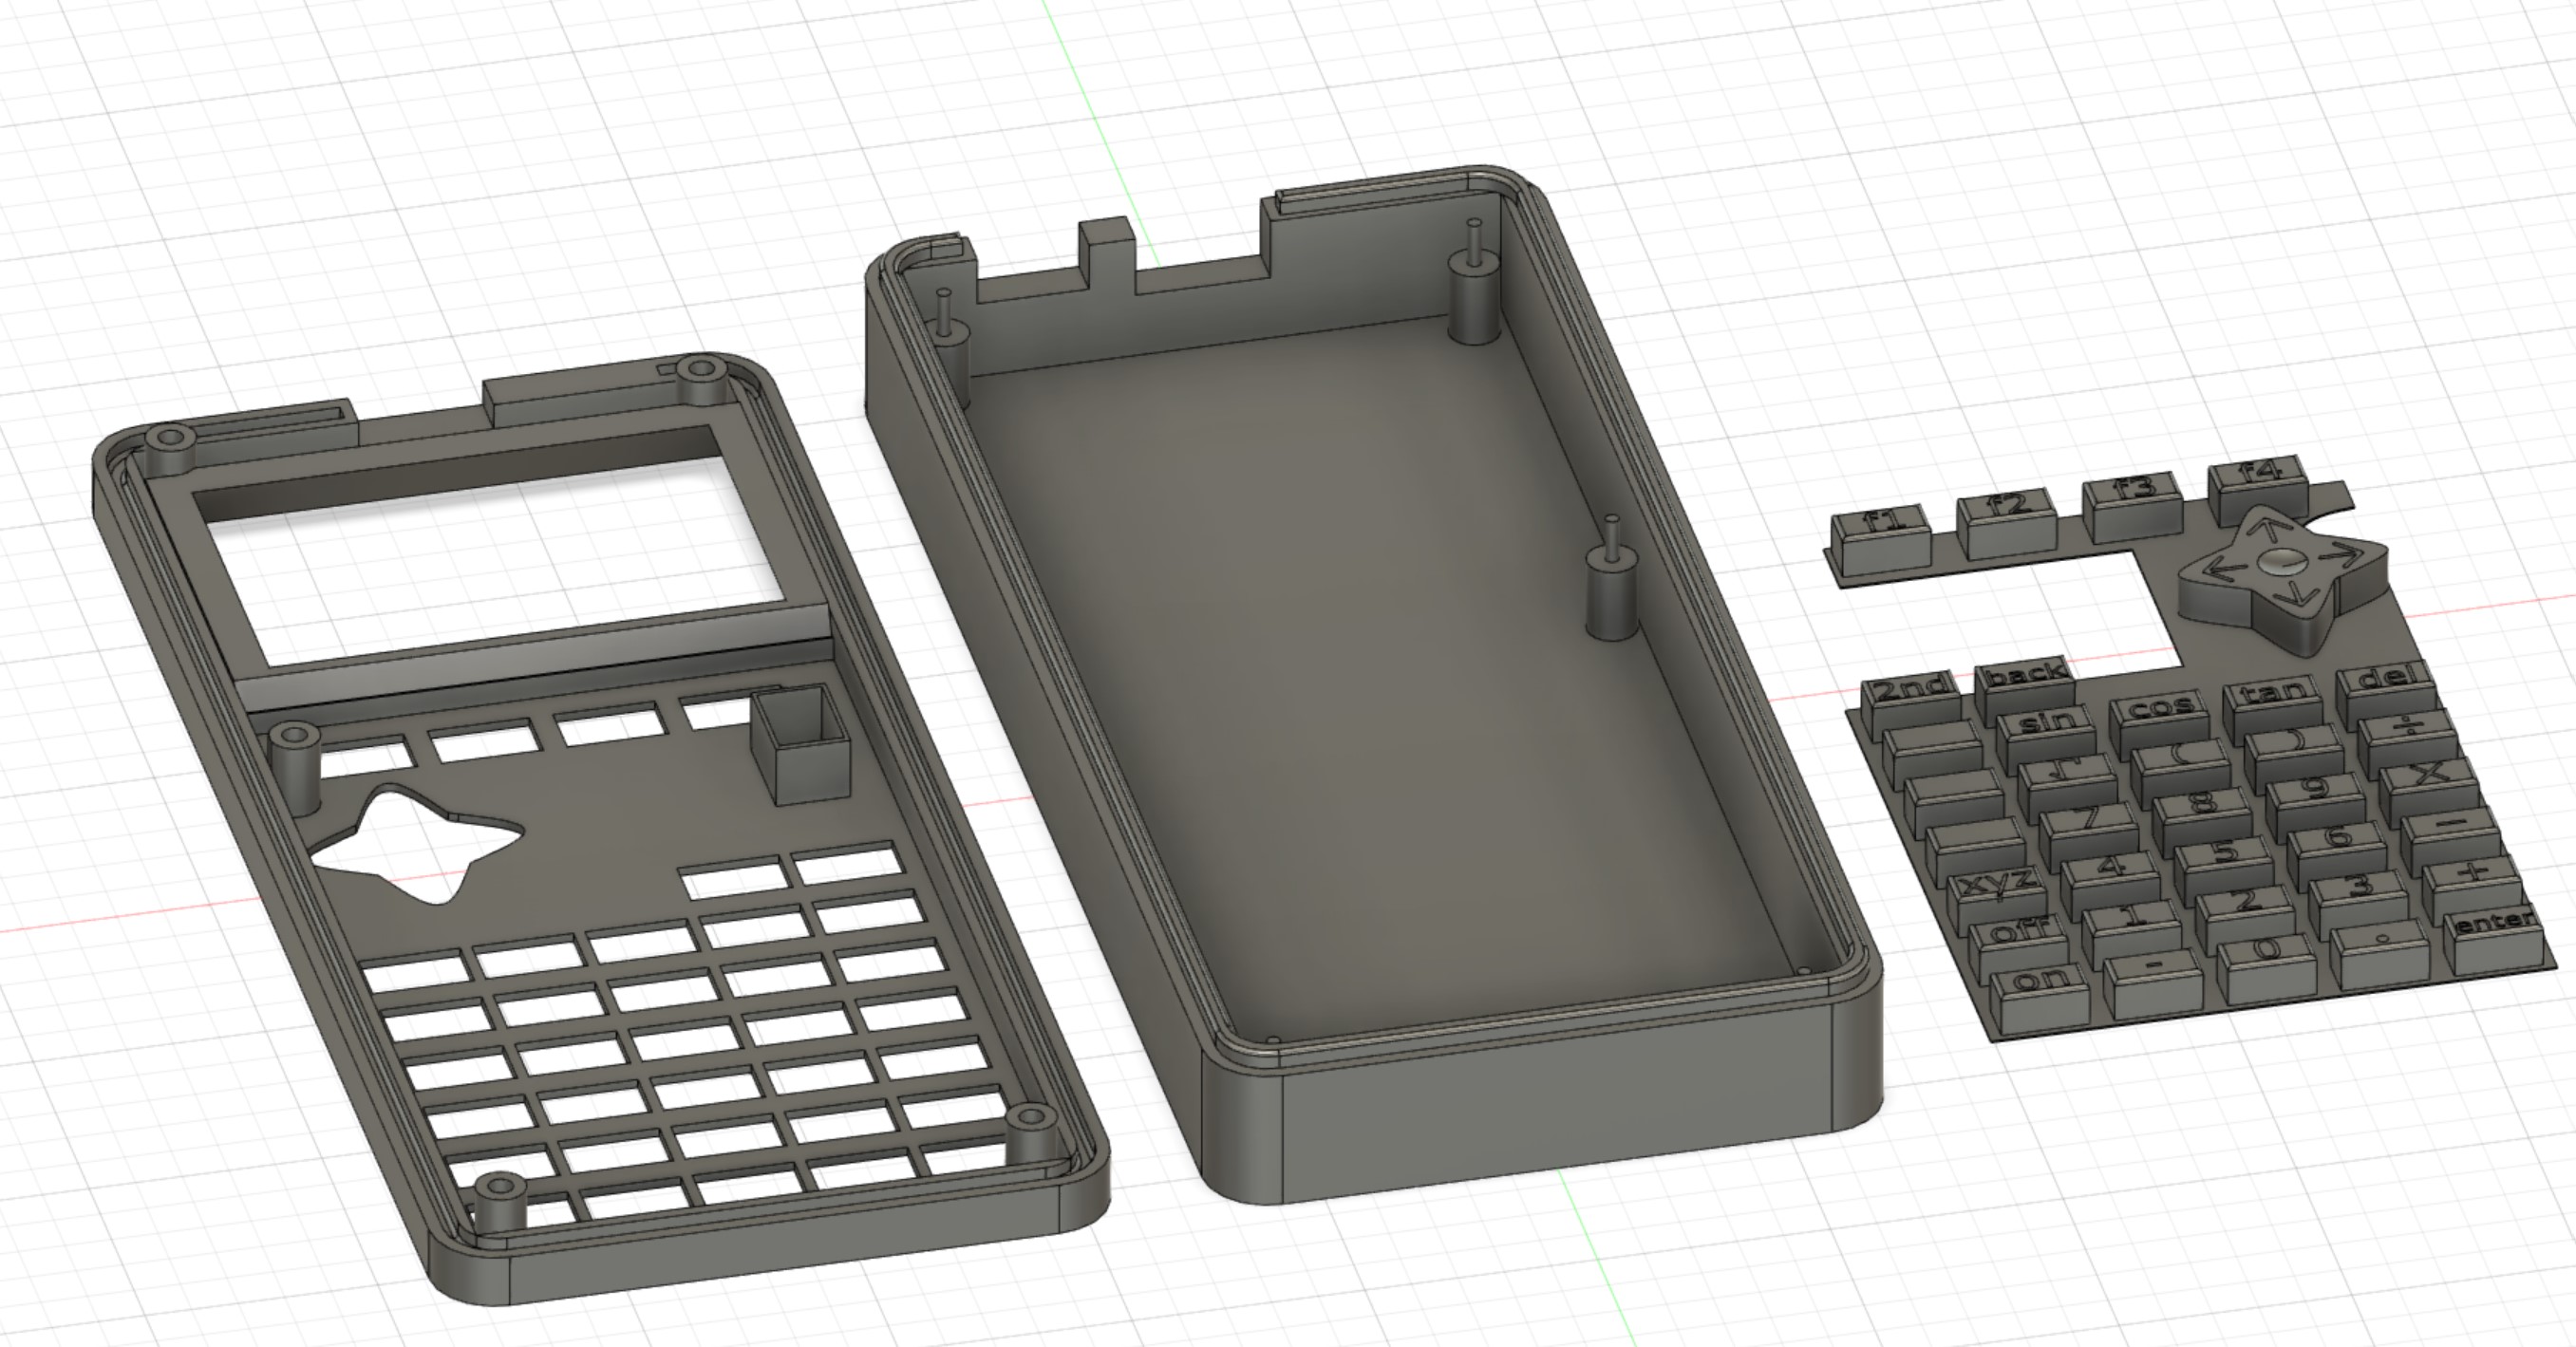 f1 f2 f3 f4
2nd back
sin cos tan del
√ ( ) ÷
7 8 9 X
xyz 4 5 6 −
off 1 2 3 +
on - 0 . enter